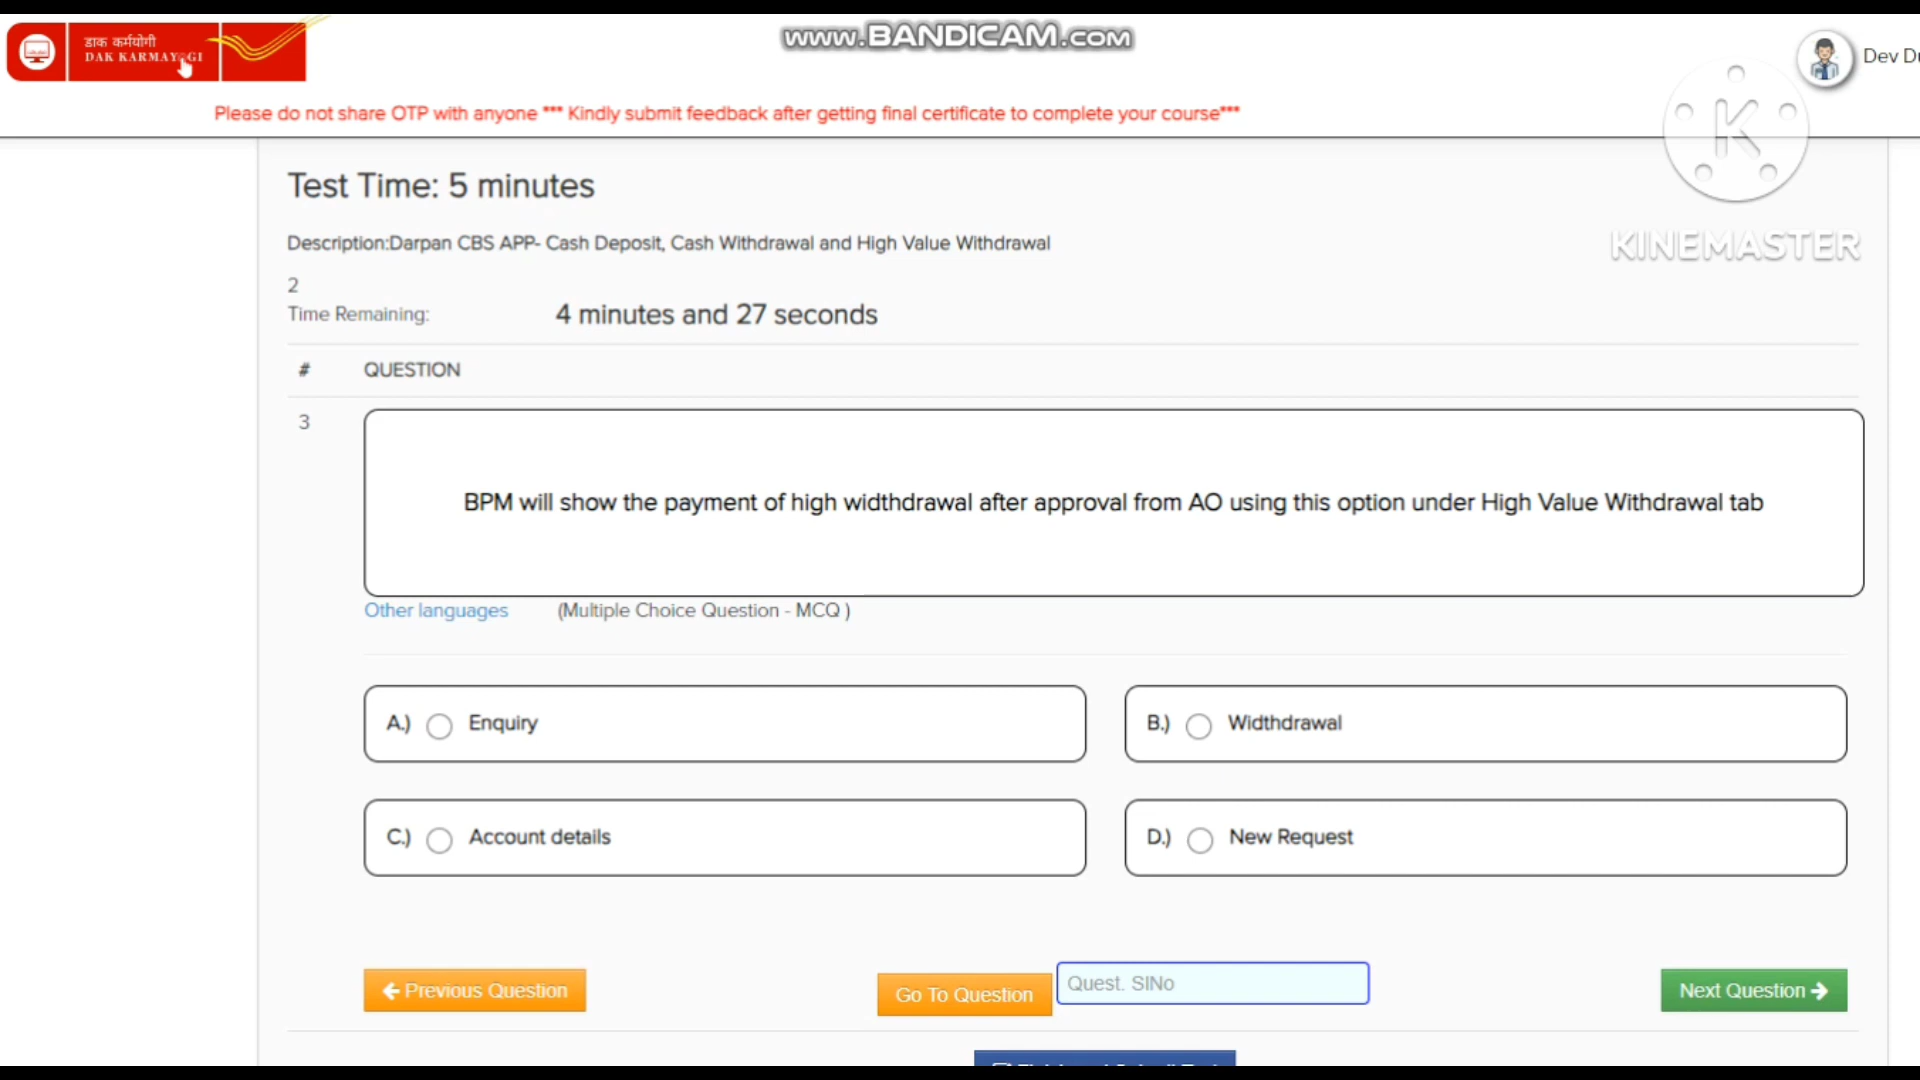 www.BANDICAM.com
डाक कर्मयोगी
DAK KARMAYOGI
Dev
Please do not share OTP with anyone *** Kindly submit feedback after getting final certificate to complete your course***
K
KINEMASTER
Test Time: 5 minutes
Description:Darpan CBS APP- Cash Deposit, Cash Withdrawal and High Value Withdrawal
2
Time Remaining: 4 minutes and 27 seconds
# QUESTION
3
BPM will show the payment of high widthdrawal after approval from AO using this option under High Value Withdrawal tab
Other languages (Multiple Choice Question - MCQ )
A.) Enquiry
B.) Widthdrawal
C.) Account details
D.) New Request
Previous Question
Go To Question
Quest. SlNo
Next Question